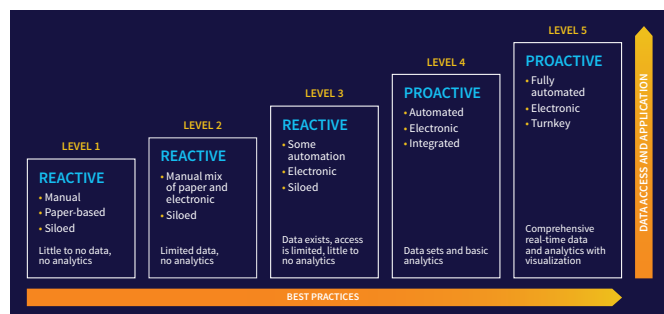 LEVEL 1
REACTIVE
• Manual
• Paper-based
• Siloed
Little to no data,
no analytics
LEVEL 2
REACTIVE
• Manual mix
of paper and
electronic
• Siloed
Limited data,
no analytics
LEVEL 3
REACTIVE
• Some
automation
• Electronic
• Siloed
Data exists, access
is limited, little to
no analytics
LEVEL 4
PROACTIVE
• Automated
• Electronic
• Integrated
Data sets and basic
analytics
LEVEL 5
PROACTIVE
• Fully
automated
• Electronic
• Turnkey
Comprehensive
real-time data
and analytics with
visualization
DATA ACCESS AND APPLICATION
BEST PRACTICES